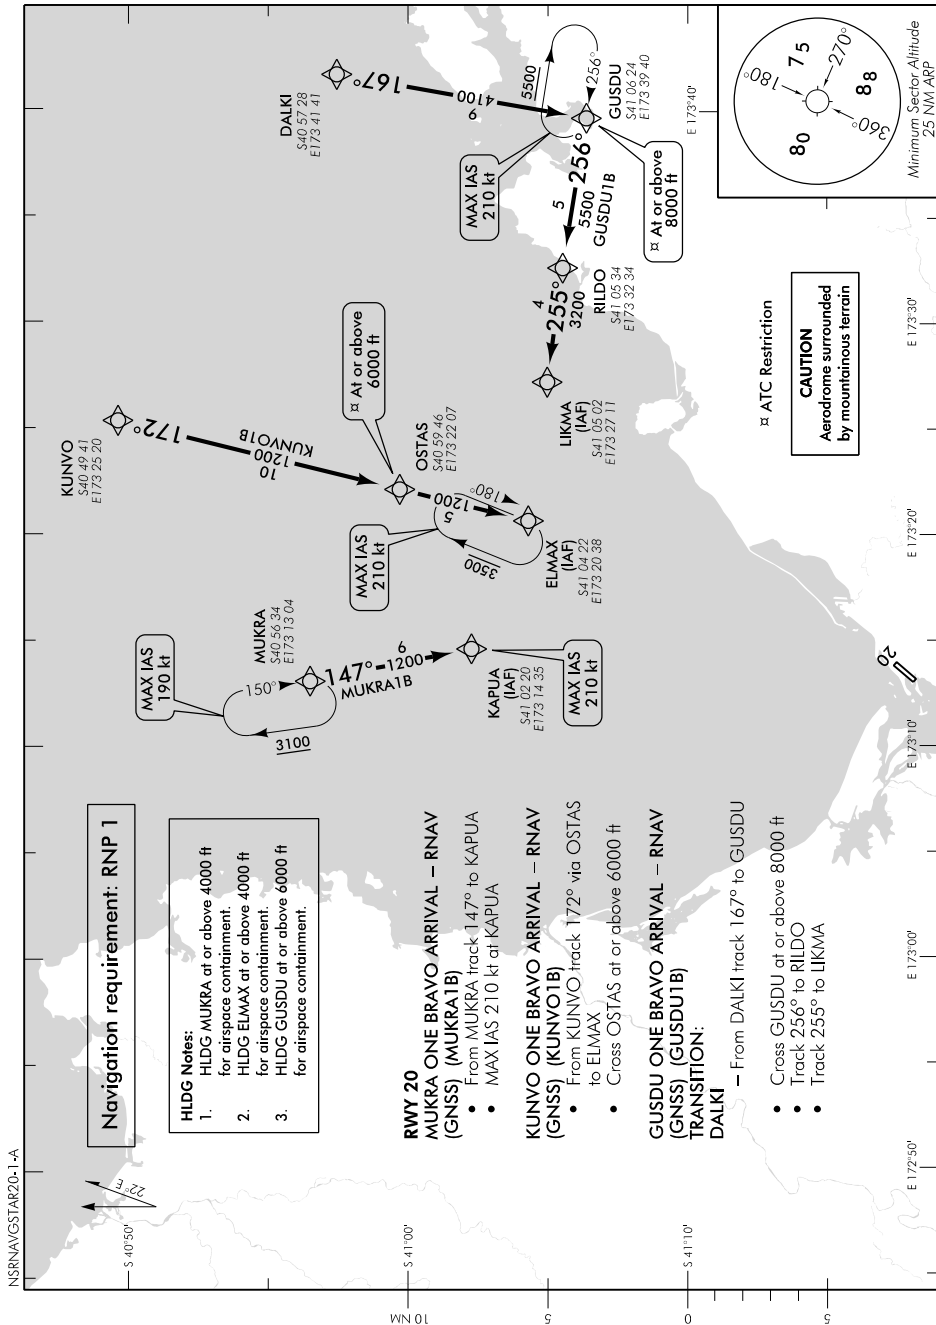 NSRNAVGSTAR20-1-A
22° E
Navigation requirement: RNP 1
HLDG Notes:
1. HLDG MUKRA at or above 4000 ft
for airspace containment.
2. HLDG ELMAX at or above 4000 ft
for airspace containment.
3. HLDG GUSDU at or above 6000 ft
for airspace containment.
RWY 20
MUKRA ONE BRAVO ARRIVAL – RNAV
(GNSS) (MUKRA1B)
• From MUKRA track 147° to KAPUA
• MAX IAS 210 kt at KAPUA
KUNVO ONE BRAVO ARRIVAL – RNAV
(GNSS) (KUNVO1B)
• From KUNVO track 172° via OSTAS
to ELMAX
• Cross OSTAS at or above 6000 ft
GUSDU ONE BRAVO ARRIVAL – RNAV
(GNSS) (GUSDU1B)
TRANSITION:
DALKI
– From DALKI track 167° to GUSDU
• Cross GUSDU at or above 8000 ft
• Track 256° to RILDO
• Track 255° to LIKMA
MAX IAS
190 kt
MUKRA
S40 56 34
E173 13 04
150°
3100
147°
6
1200
MUKRA1B
KAPUA
(IAF)
S41 02 20
E173 14 35
MAX IAS
210 kt
KUNVO
S40 49 41
E173 25 20
172°
10
1200
KUNVO1B
¤ At or above
6000 ft
OSTAS
S40 59 46
E173 22 07
MAX IAS
210 kt
5
1200
180°
3500
ELMAX
(IAF)
S41 04 22
E173 20 38
DALKI
S40 57 28
E173 41 41
167°
9
4100
5500
256°
GUSDU
S41 06 24
E173 39 40
MAX IAS
210 kt
256°
5
5500
GUSDU1B
¤ At or above
8000 ft
RILDO
S41 05 34
E173 32 34
4
255°
3200
LIKMA
(IAF)
S41 05 02
E173 27 11
¤ ATC Restriction
CAUTION
Aerodrome surrounded
by mountainous terrain
180°
75
270°
80
88
360°
Minimum Sector Altitude
25 NM ARP
20
S 40°50'
S 41°00'
S 41°10'
E 172°50'
E 173°00'
E 173°10'
E 173°20'
E 173°30'
E 173°40'
10 NM
5
0
5